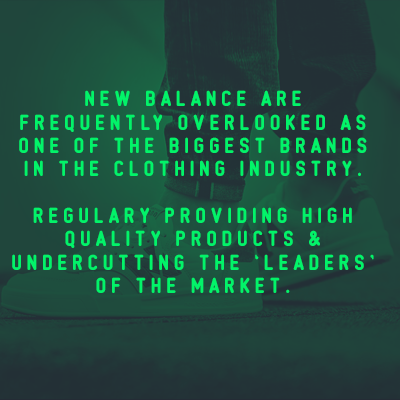 NEW BALANCE ARE
FREQUENTLY OVERLOOKED AS
ONE OF THE BIGGEST BRANDS
IN THE CLOTHING INDUSTRY.
REGULARY PROVIDING HIGH
QUALITY PRODUCTS &
UNDERCUTTING THE 'LEADERS'
OF THE MARKET.